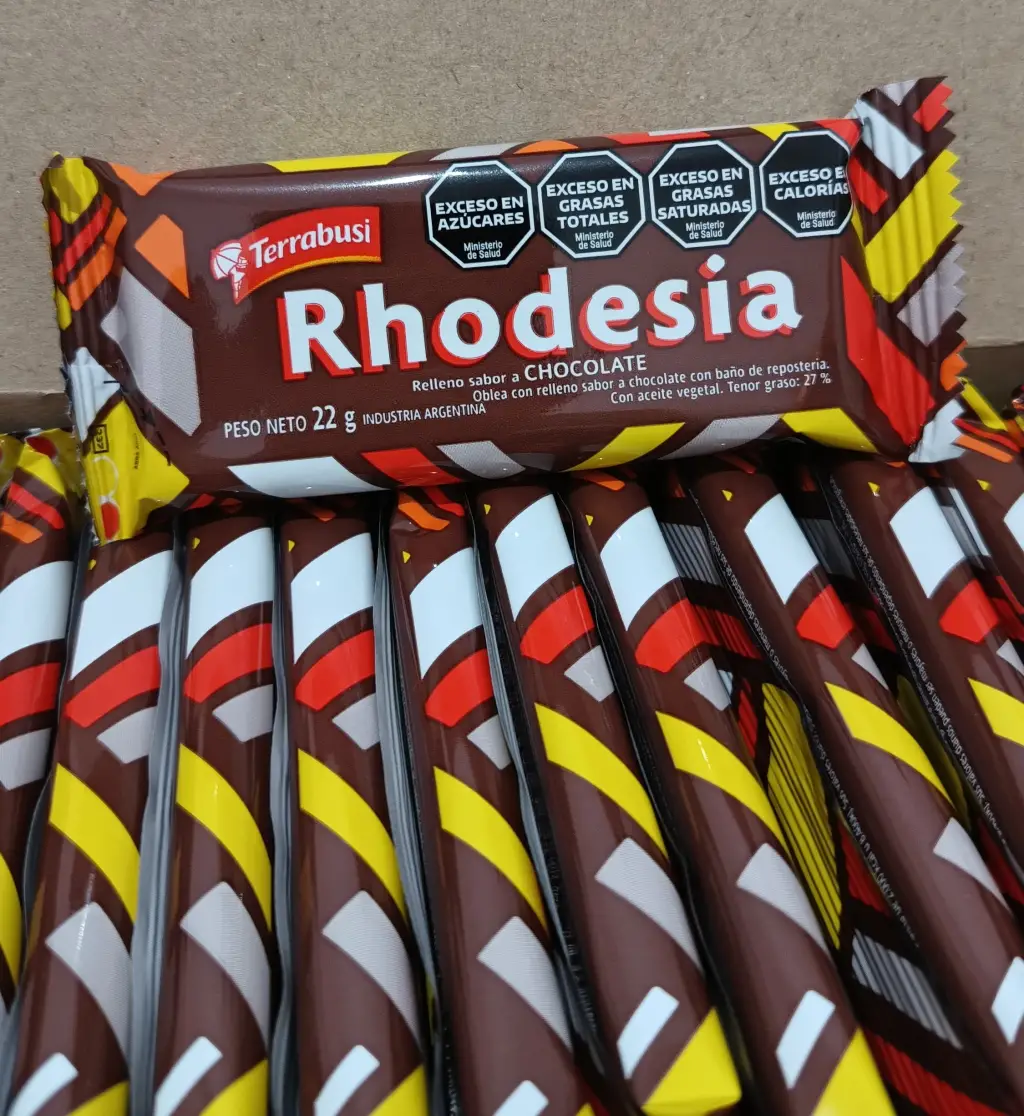 EXCESO EN
AZÚCARES
Ministerio
de Salud
EXCESO EN
GRASAS
TOTALES
Ministerio
de Salud
EXCESO EN
GRASAS
SATURADAS
Ministerio
de Salud
EXCESO E
CALORÍAS
Ministerio
de Salud
Terrabusi
Rhodesia
Relleno sabor a CHOCOLATE
Oblea con relleno sabor a chocolate con baño de repostería.
Con aceite vegetal. Tenor graso: 27 %
PESO NETO 22 g INDUSTRIA ARGENTINA